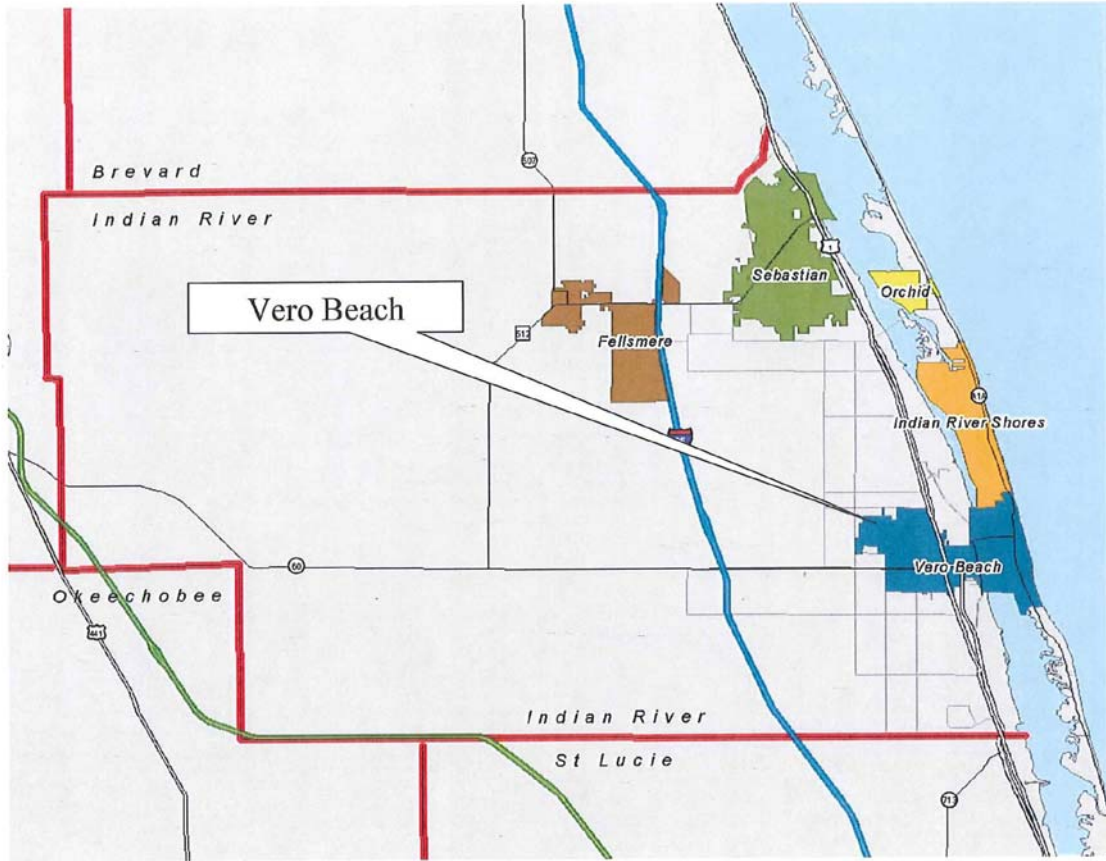 Brevard
507
Indian River
1
Sebastian
Orchid
Vero Beach
512
Fellsmere
A1A
Indian River Shores
60
Vero Beach
Okeechobee
441
Indian River
St Lucie
713